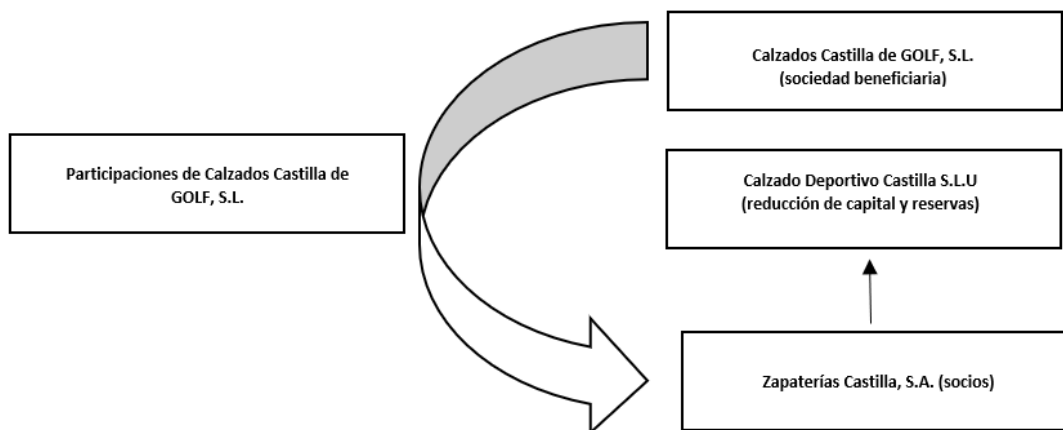 Calzados Castilla de GOLF, S.L.
(sociedad beneficiaria)
Participaciones de Calzados Castilla de
GOLF, S.L.
Calzado Deportivo Castilla S.L.U
(reducción de capital y reservas)
Zapaterías Castilla, S.A. (socios)